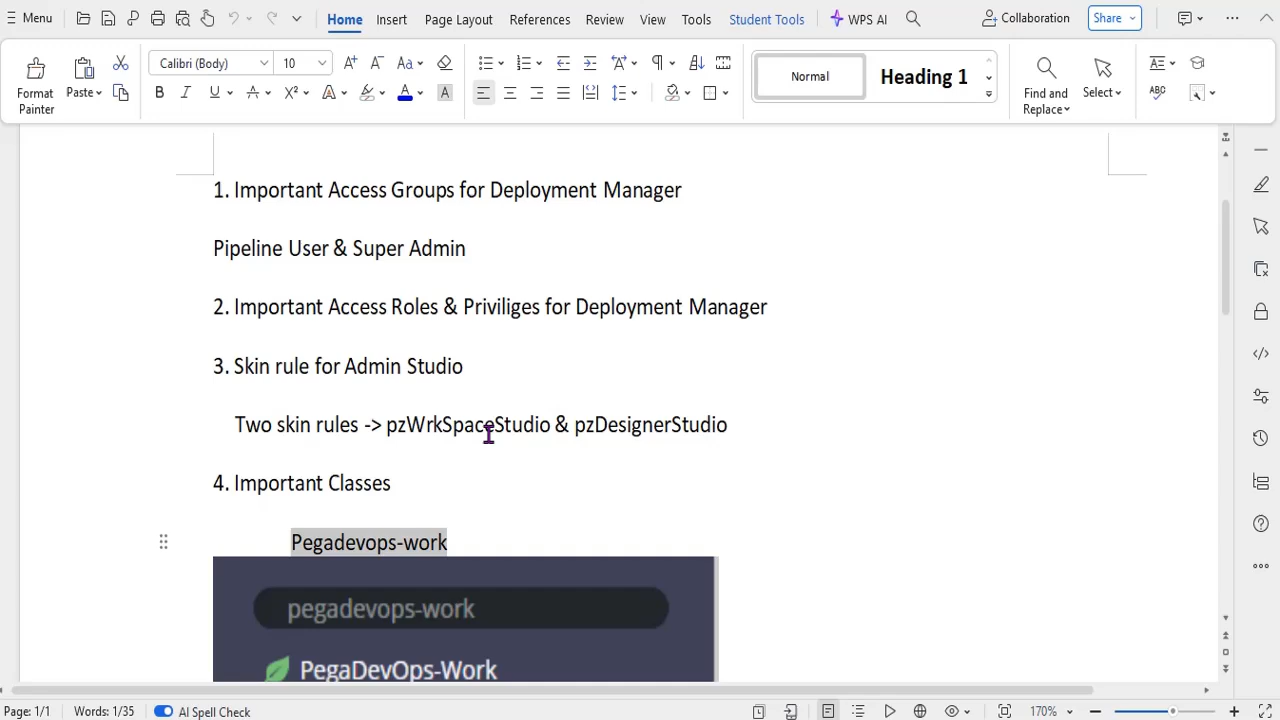 Menu Home Insert Page Layout References Review View Tools Student Tools WPS AI Collaboration Share
Format Painter Paste Calibri (Body) 10 Normal Heading 1 Find and Replace Select
1. Important Access Groups for Deployment Manager
Pipeline User & Super Admin
2. Important Access Roles & Priviliges for Deployment Manager
3. Skin rule for Admin Studio
Two skin rules -> pzWrkSpaceStudio & pzDesignerStudio
4. Important Classes
Pegadevops-work
pegadevops-work
PegaDevOps-Work
Page: 1/1 Words: 1/35 AI Spell Check 170%